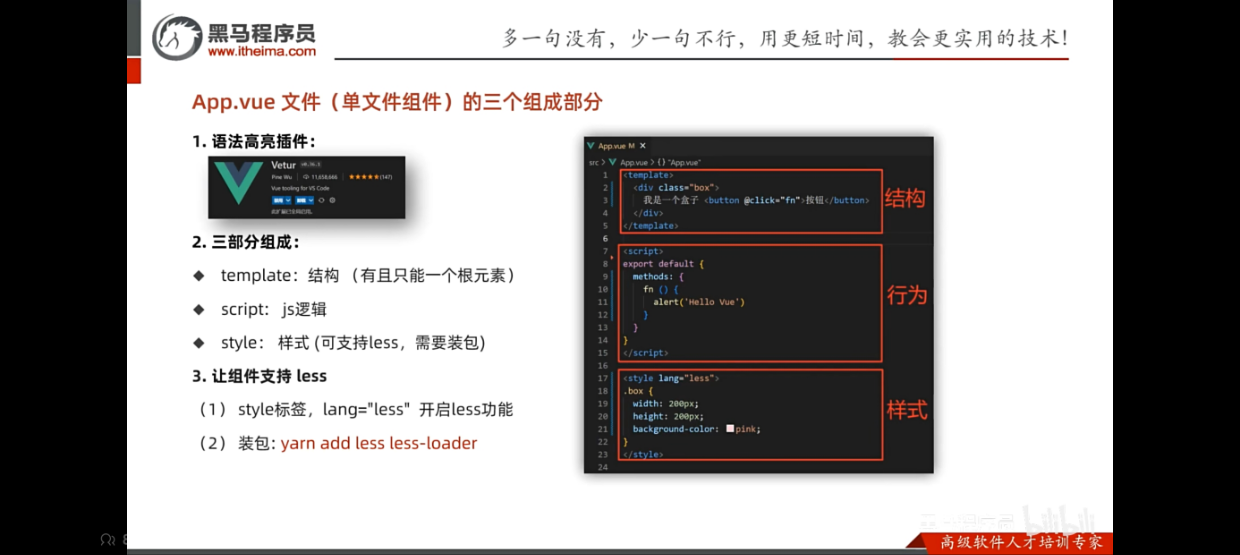 黑马程序员
www.itheima.com
多一句没有，少一句不行，用更短时间，教会更实用的技术！
App.vue 文件（单文件组件）的三个组成部分
1. 语法高亮插件：
Vetur
Pine Wu 11,658,666 (147)
Vue tooling for VS Code
2. 三部分组成：
◆ template：结构 （有且只能一个根元素）
◆ script： js逻辑
◆ style： 样式 (可支持less，需要装包)
3. 让组件支持 less
（1） style标签，lang="less" 开启less功能
（2） 装包: yarn add less less-loader
App.vue M X
src > App.vue > {} "App.vue"
1 <template>
2 <div class="box">
3 我是一个盒子 <button @click="fn">按钮</button>
4 </div>
5 </template>
6
7 <script>
8 export default {
9 methods: {
10 fn () {
11 alert('Hello Vue')
12 }
13 }
14 }
15 </script>
16
17 <style lang="less">
18 .box {
19 width: 200px;
20 height: 200px;
21 background-color: pink;
22 }
23 </style>
24
结构
行为
样式
bilibili
高级软件人才培训专家